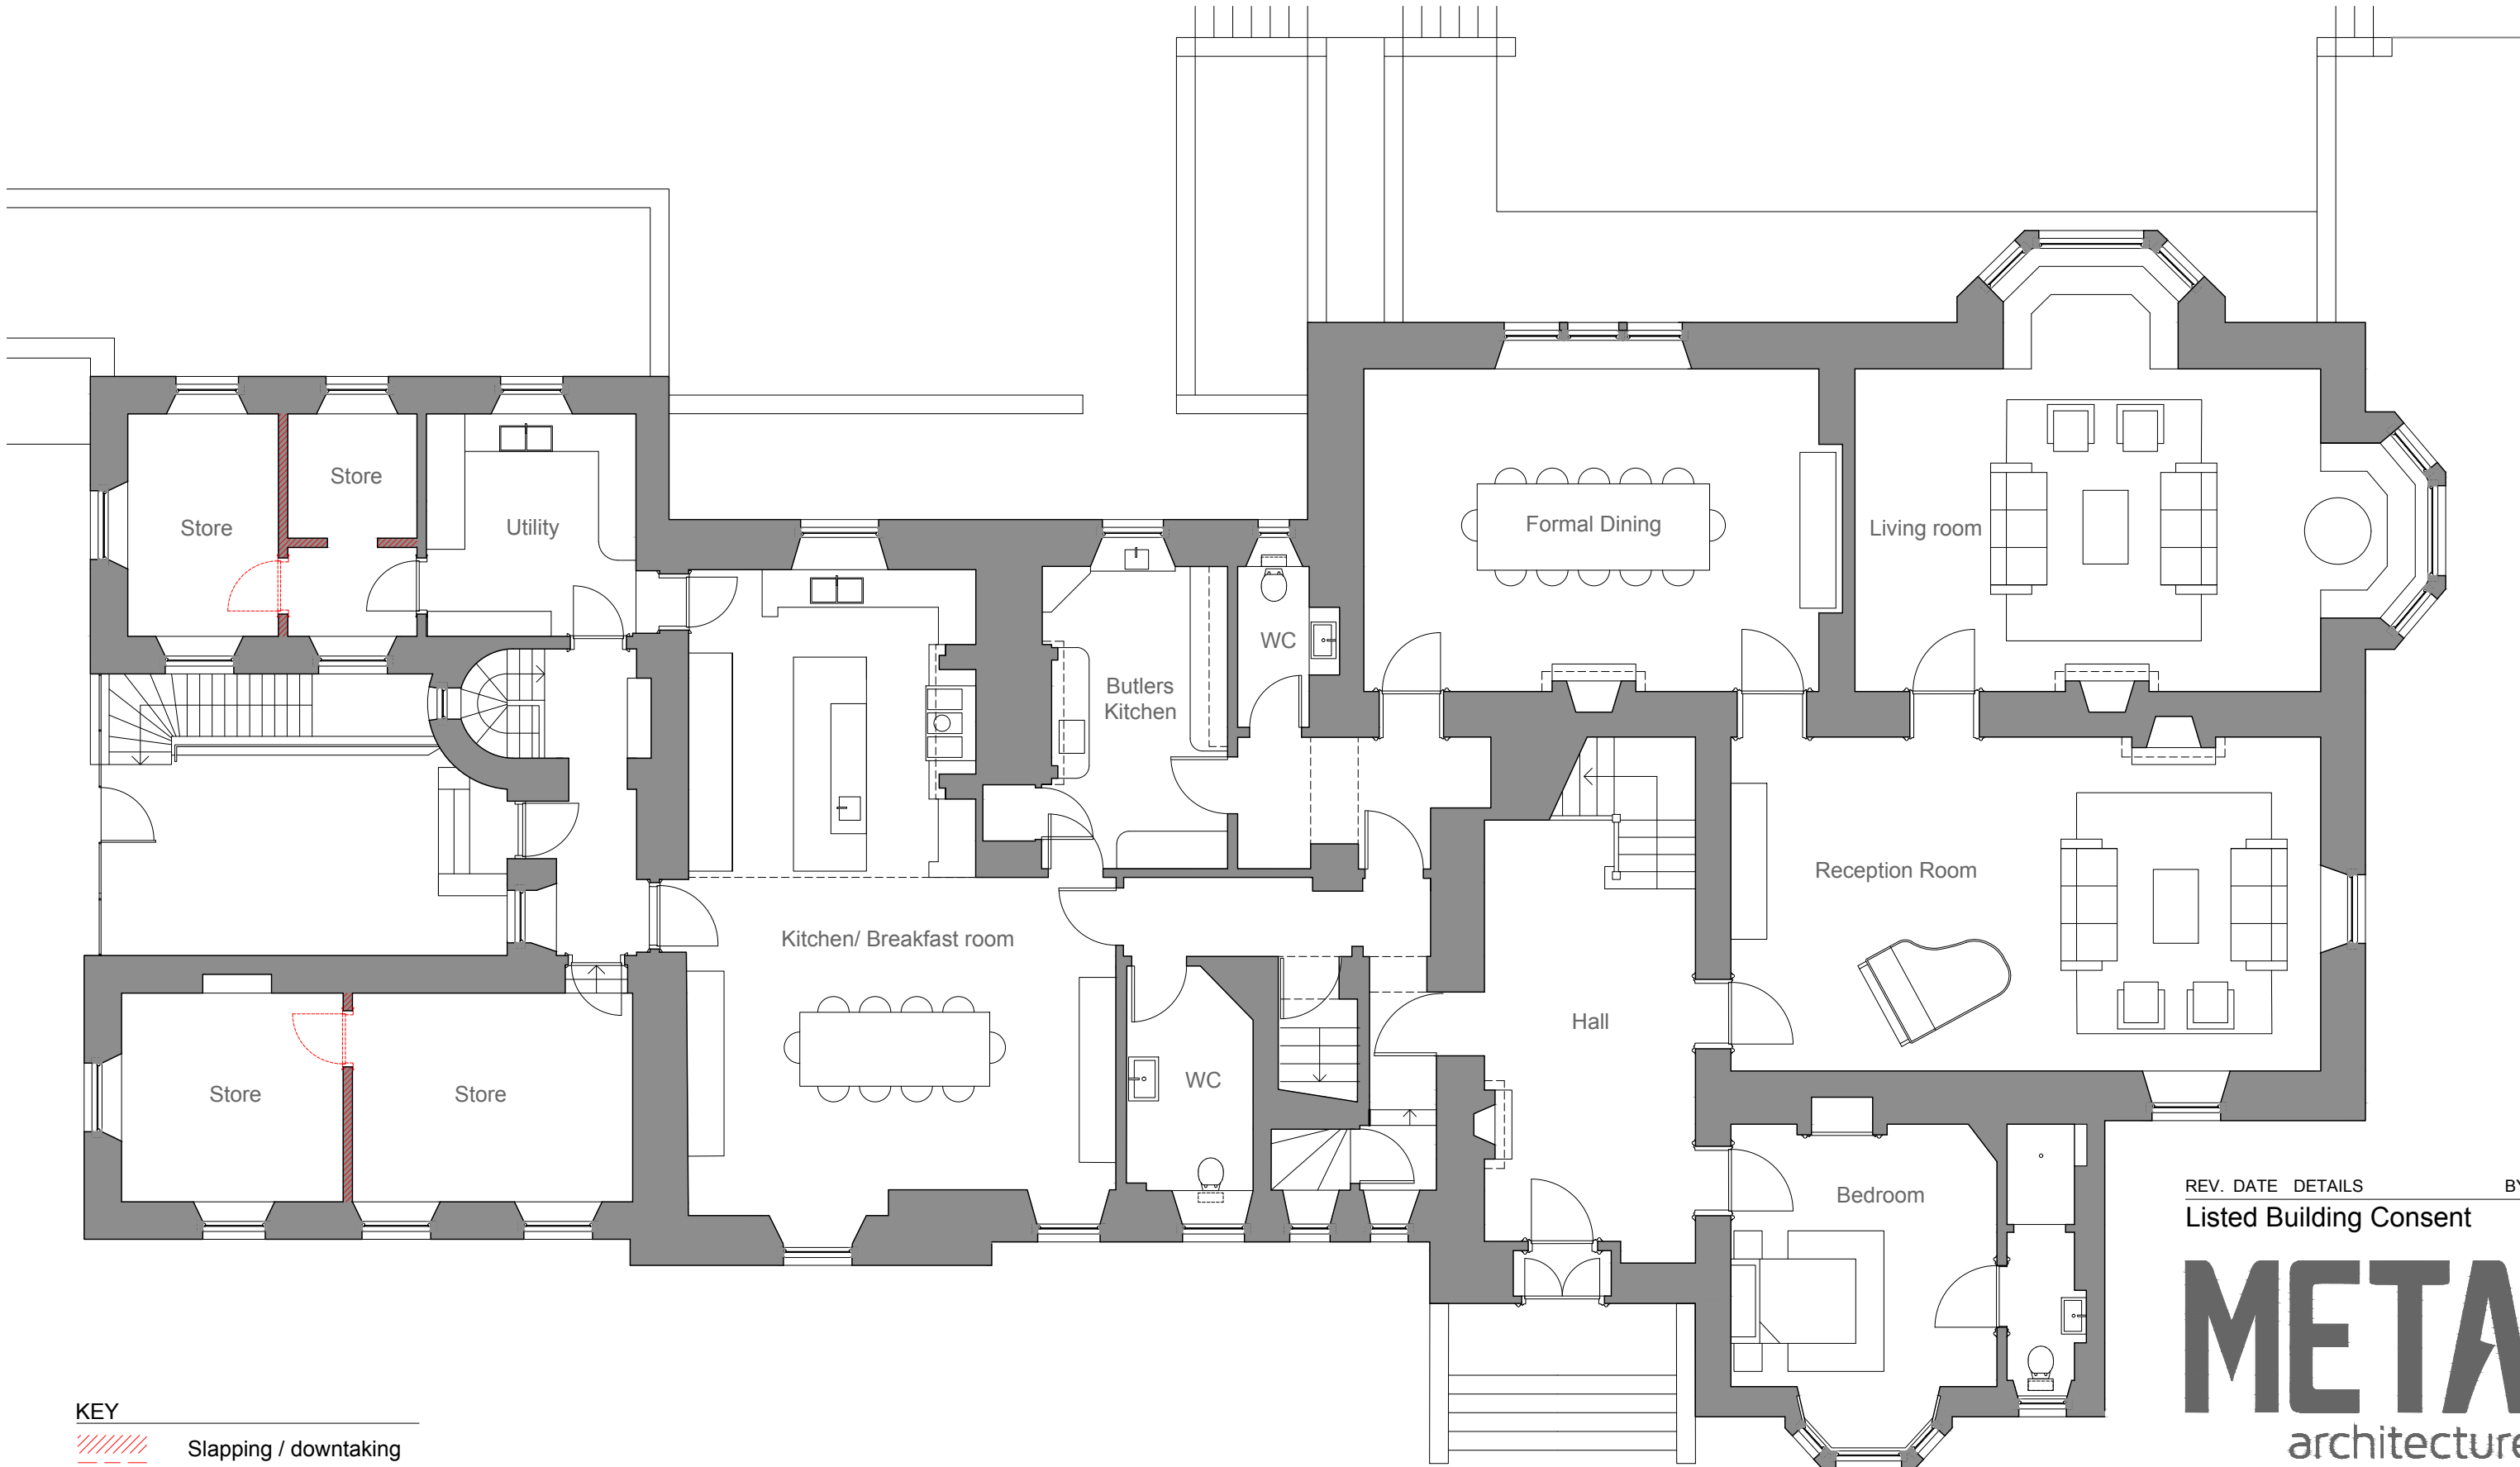 Store
Store
Utility
Formal Dining
Living room
WC
Butlers
Kitchen
Reception Room
Kitchen/ Breakfast room
Hall
Store
Store
WC
Bedroom
REV. DATE DETAILS
Listed Building Consent
META
architecture
KEY
Slapping / downtaking